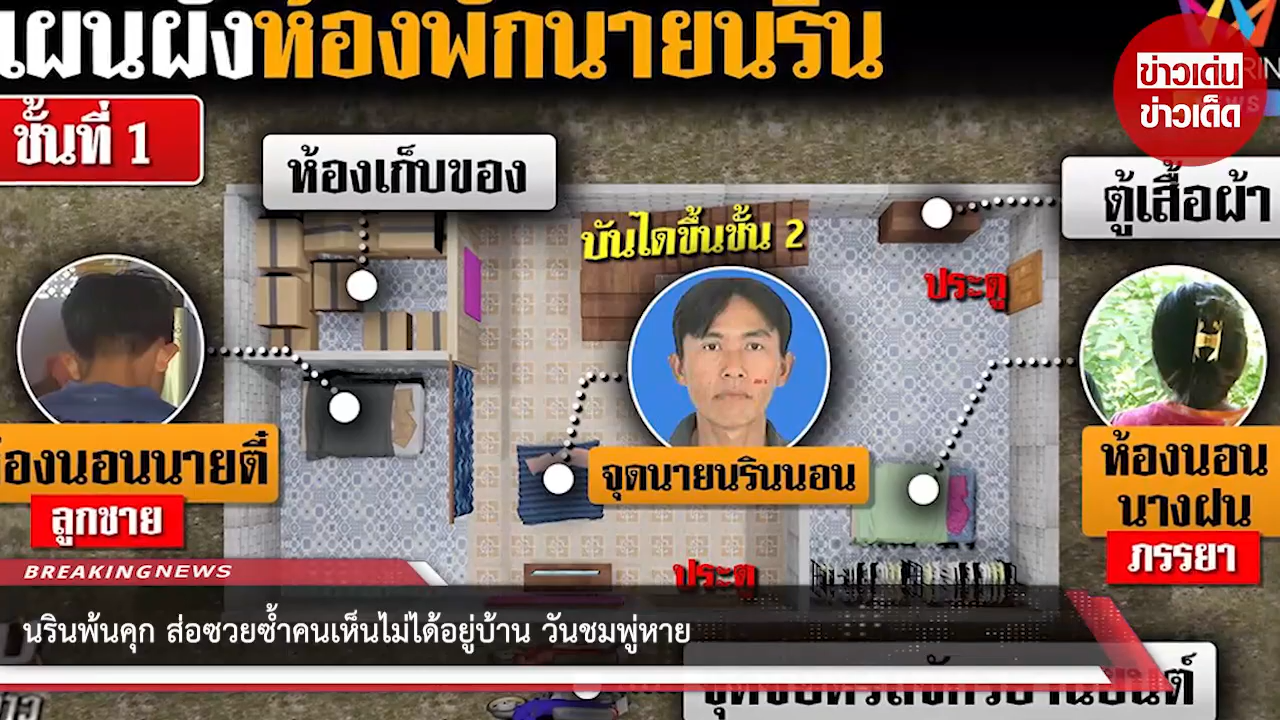 แผนผังห้องพักนายนริน
ข่าวเด่น
ข่าวเด็ด
ชั้นที่ 1
ห้องเก็บของ
ตู้เสื้อผ้า
บันไดขึ้นชั้น 2
ประตู
จุดนายนรินนอน
ห้องนอนนายตี๋
ลูกชาย
ห้องนอน
นางฝน
ภรรยา
ประตู
BREAKINGNEWS
นรินพ้นคุก ส่อซวยซ้ำคนเห็นไม่ได้อยู่บ้าน วันชมพู่หาย